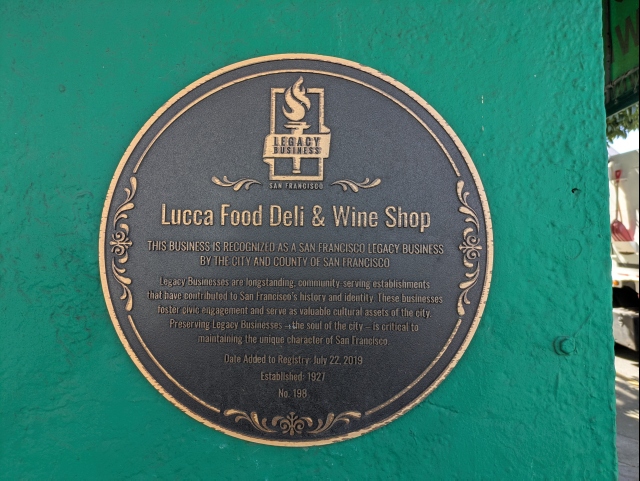 LEGACY
BUSINESS
SAN FRANCISCO
Lucca Food Deli & Wine Shop
THIS BUSINESS IS RECOGNIZED AS A SAN FRANCISCO LEGACY BUSINESS
BY THE CITY AND COUNTY OF SAN FRANCISCO
Legacy Businesses are longstanding, community-serving establishments
that have contributed to San Francisco's history and identity. These businesses
foster civic engagement and serve as valuable cultural assets of the city.
Preserving Legacy Businesses – the soul of the city – is critical to
maintaining the unique character of San Francisco.
Date Added to Registry: July 22, 2019
Established: 1927
No. 198
W